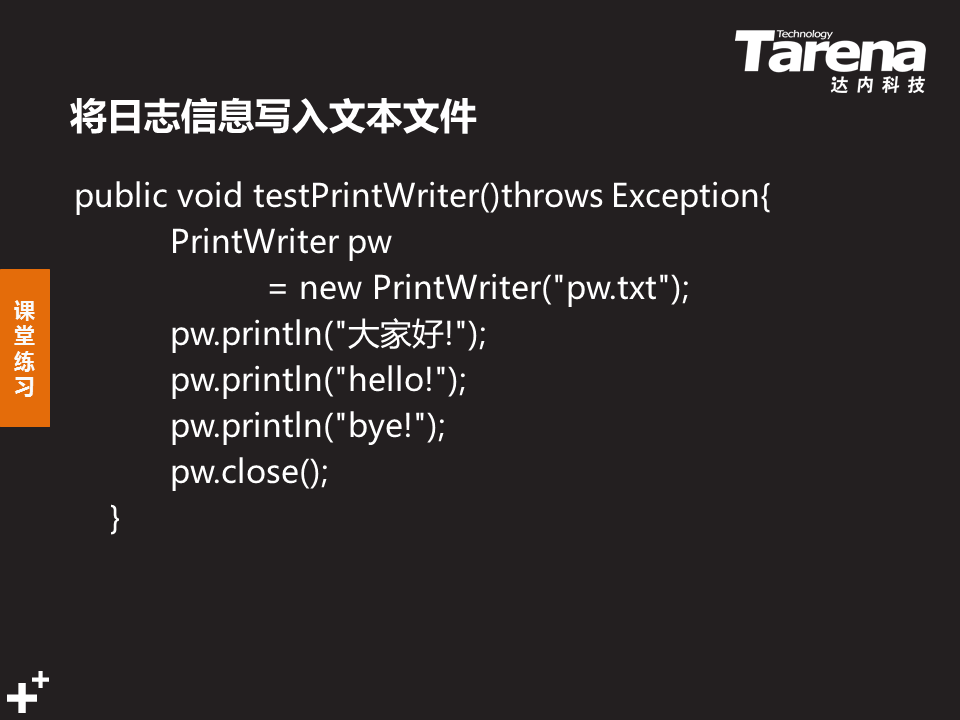 Technology
Tarena
达内科技
将日志信息写入文本文件
public void testPrintWriter()throws Exception{
PrintWriter pw
= new PrintWriter("pw.txt");
pw.println("大家好!");
pw.println("hello!");
pw.println("bye!");
pw.close();
}
课堂练习